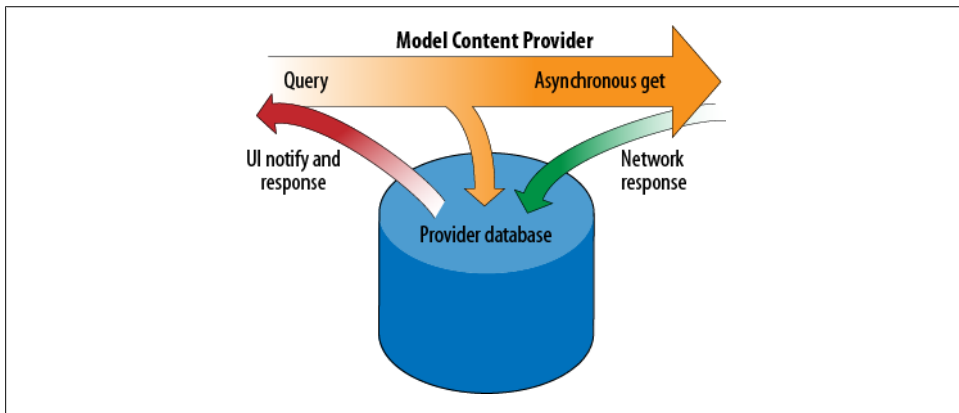 Model Content Provider
Query
Asynchronous get
UI notify and
response
Network
response
Provider database